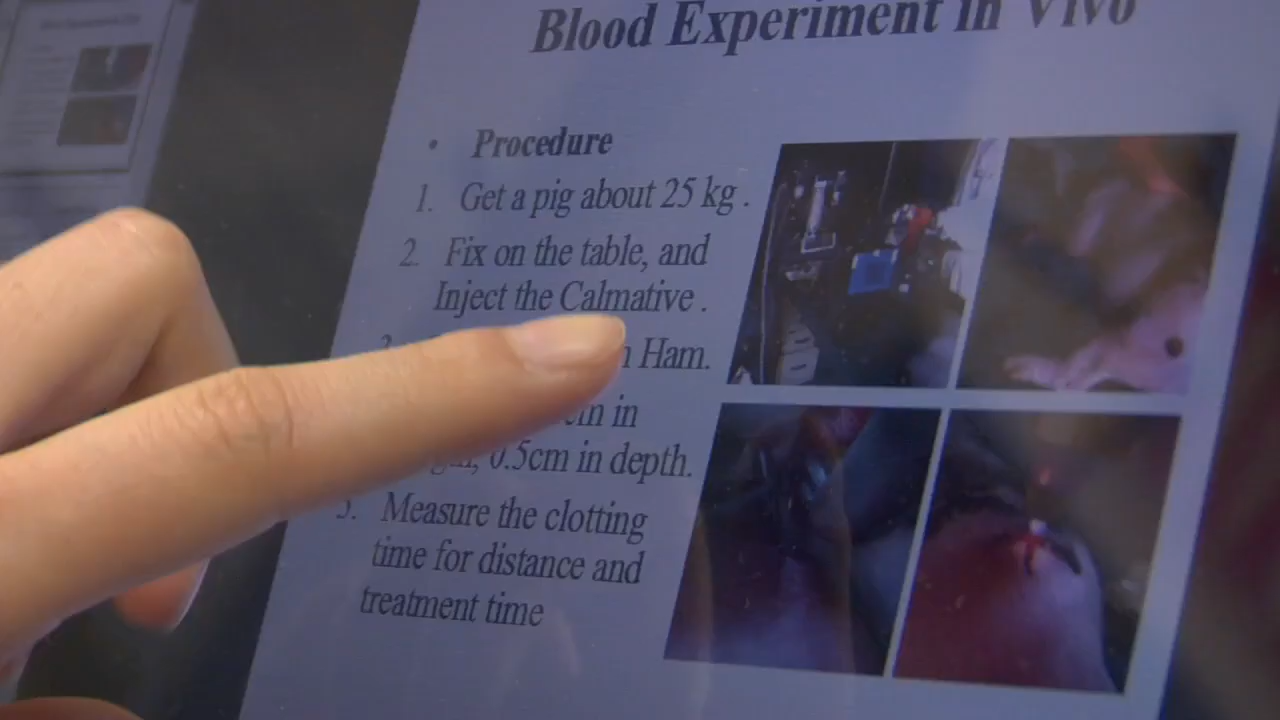 Blood Experiment in Vivo
• Procedure
1. Get a pig about 25 kg .
2. Fix on the table, and
Inject the Calmative .
Ham.
in
0.5cm in depth.
Measure the clotting
time for distance and
treatment time